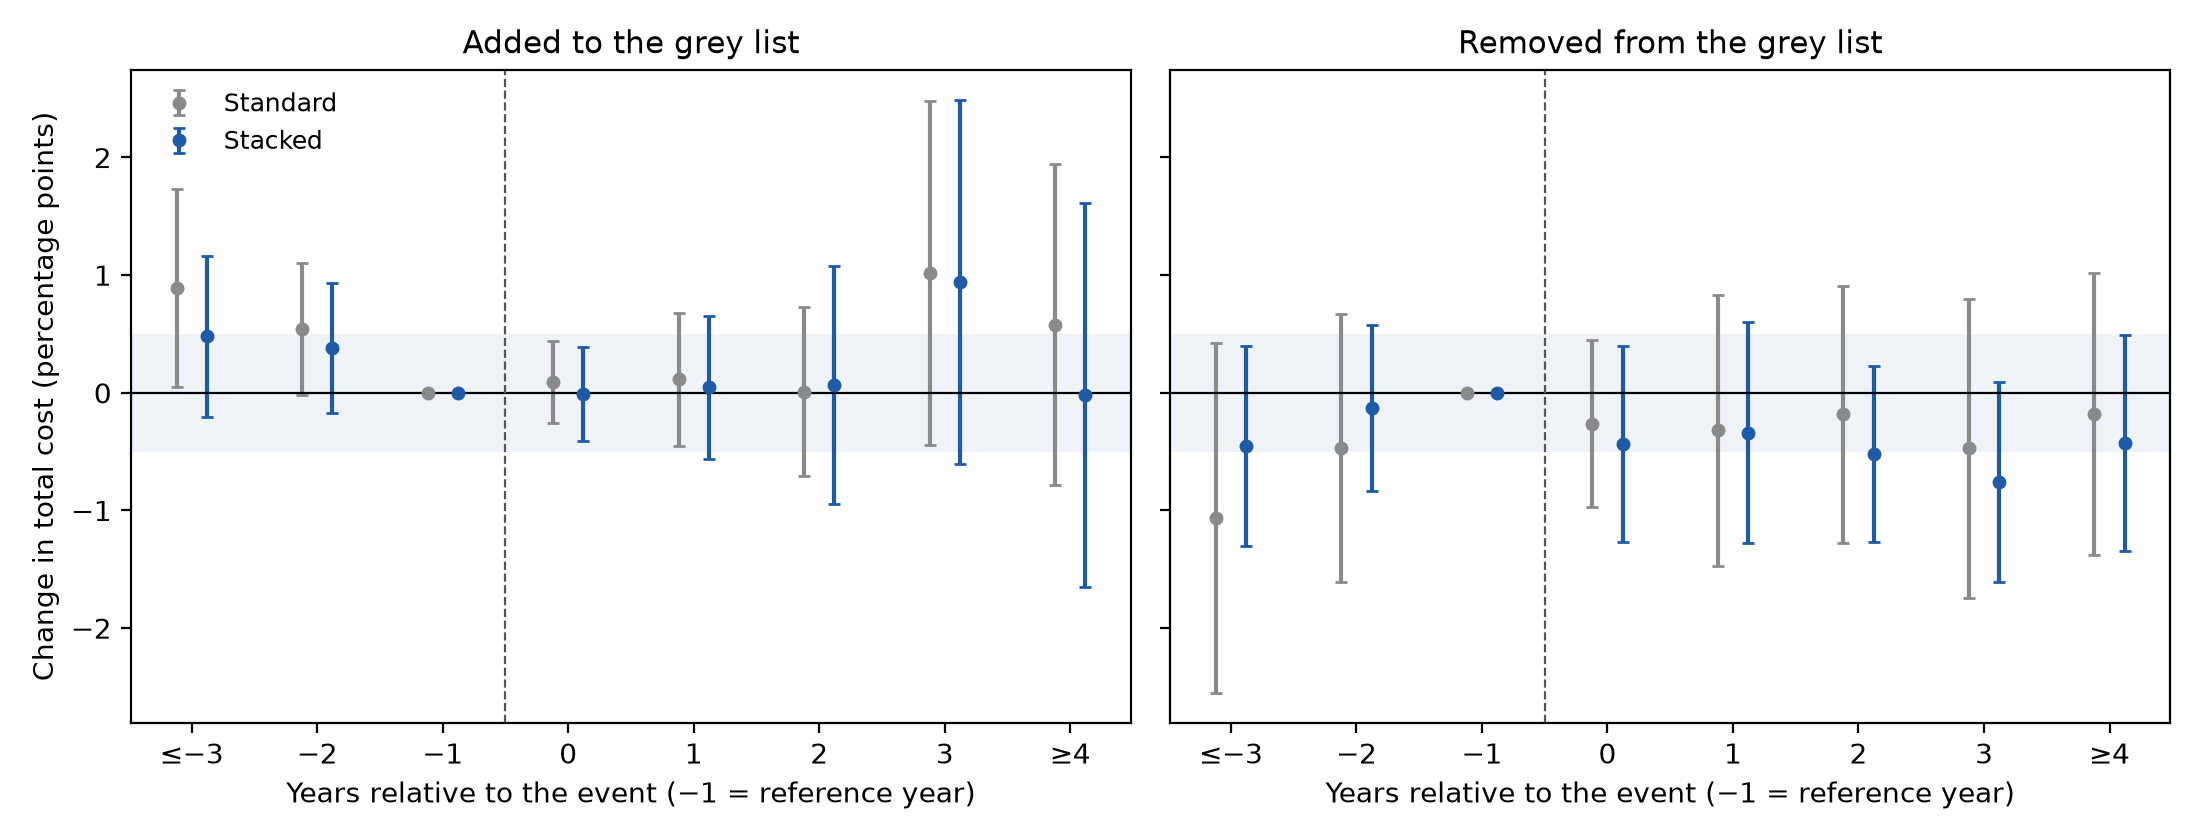 Added to the grey list
Removed from the grey list
Standard
Stacked
Change in total cost (percentage points)
2
1
0
−1
−2
≤−3 −2 −1 0 1 2 3 ≥4
≤−3 −2 −1 0 1 2 3 ≥4
Years relative to the event (−1 = reference year)
Years relative to the event (−1 = reference year)